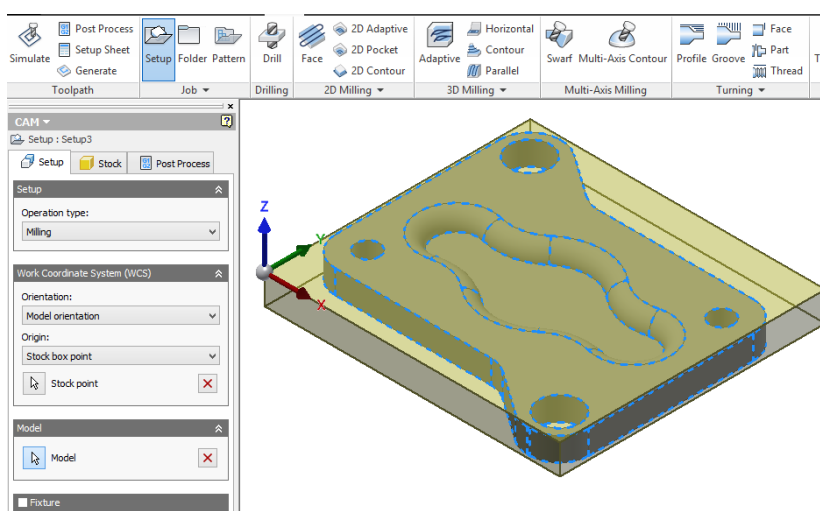 Post Process
Setup Sheet
Generate
Simulate
Toolpath
Setup Folder Pattern
Job
Drill
Drilling
Face
2D Adaptive
2D Pocket
2D Contour
2D Milling
Adaptive
Horizontal
Contour
Parallel
3D Milling
Swarf Multi-Axis Contour
Multi-Axis Milling
Profile Groove
Face
Part
Thread
Turning
T
CAM
Setup : Setup3
Setup Stock Post Process
Setup
Operation type:
Milling
Work Coordinate System (WCS)
Orientation:
Model orientation
Origin:
Stock box point
Stock point
Model
Model
Fixture
Z
Y
X